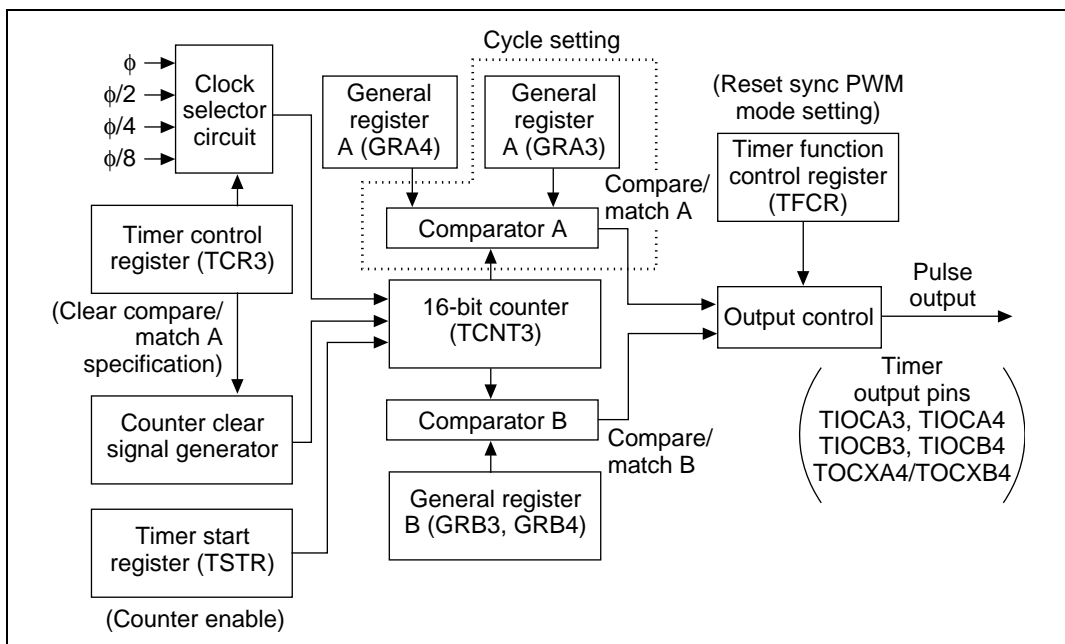 Cycle setting
ϕ
ϕ/2
ϕ/4
ϕ/8
Clock
selector
circuit
General
register
A (GRA4)
General
register
A (GRA3)
(Reset sync PWM
mode setting)
Timer function
control register
(TFCR)
Compare/
match A
Comparator A
Timer control
register (TCR3)
(Clear compare/
match A
specification)
16-bit counter
(TCNT3)
Output control
Pulse
output
Counter clear
signal generator
Comparator B
Compare/
match B
General register
B (GRB3, GRB4)
Timer
output pins
TIOCA3, TIOCA4
TIOCB3, TIOCB4
TOCXA4/TOCXB4
Timer start
register (TSTR)
(Counter enable)